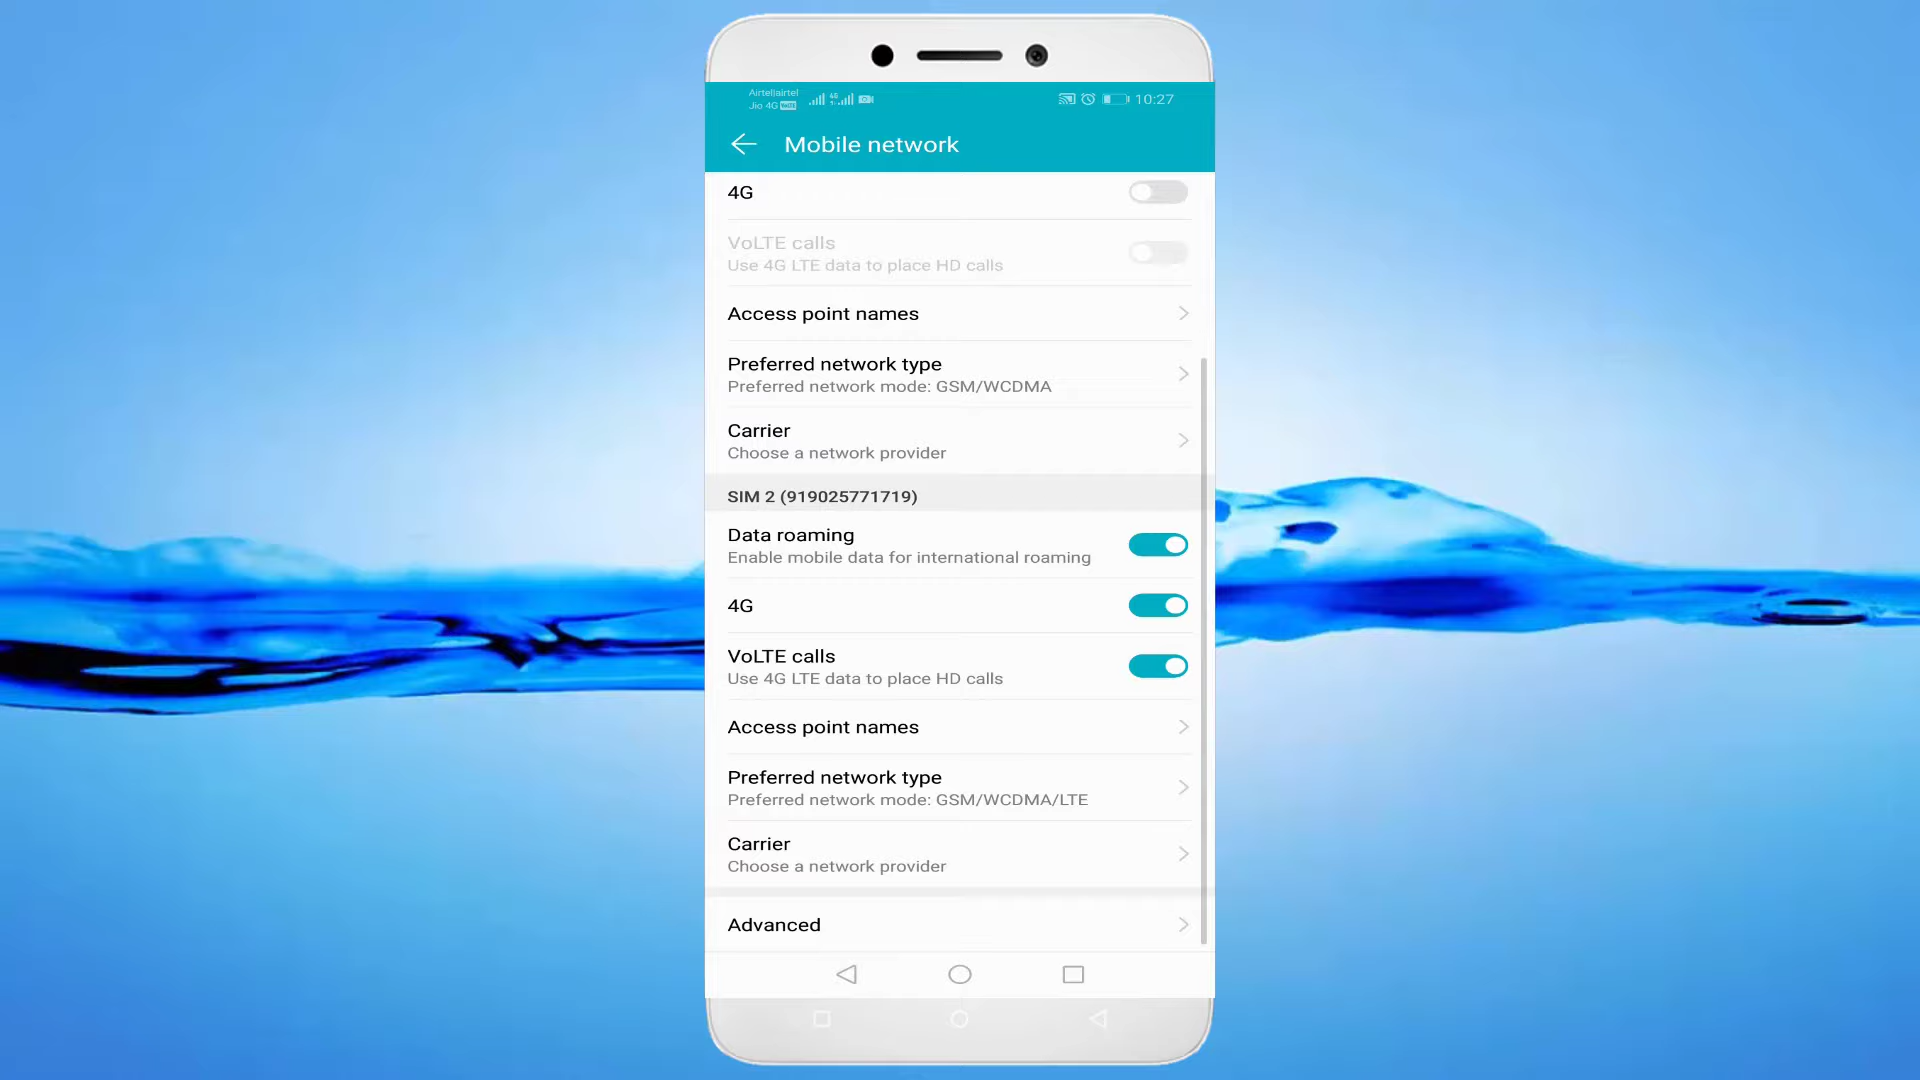 Airtel|airtel
Jio 4G VoLTE
4G
10:27
Mobile network
4G
VoLTE calls
Use 4G LTE data to place HD calls
Access point names
Preferred network type
Preferred network mode: GSM/WCDMA
Carrier
Choose a network provider
SIM 2 (919025771719)
Data roaming
Enable mobile data for international roaming
4G
VoLTE calls
Use 4G LTE data to place HD calls
Access point names
Preferred network type
Preferred network mode: GSM/WCDMA/LTE
Carrier
Choose a network provider
Advanced